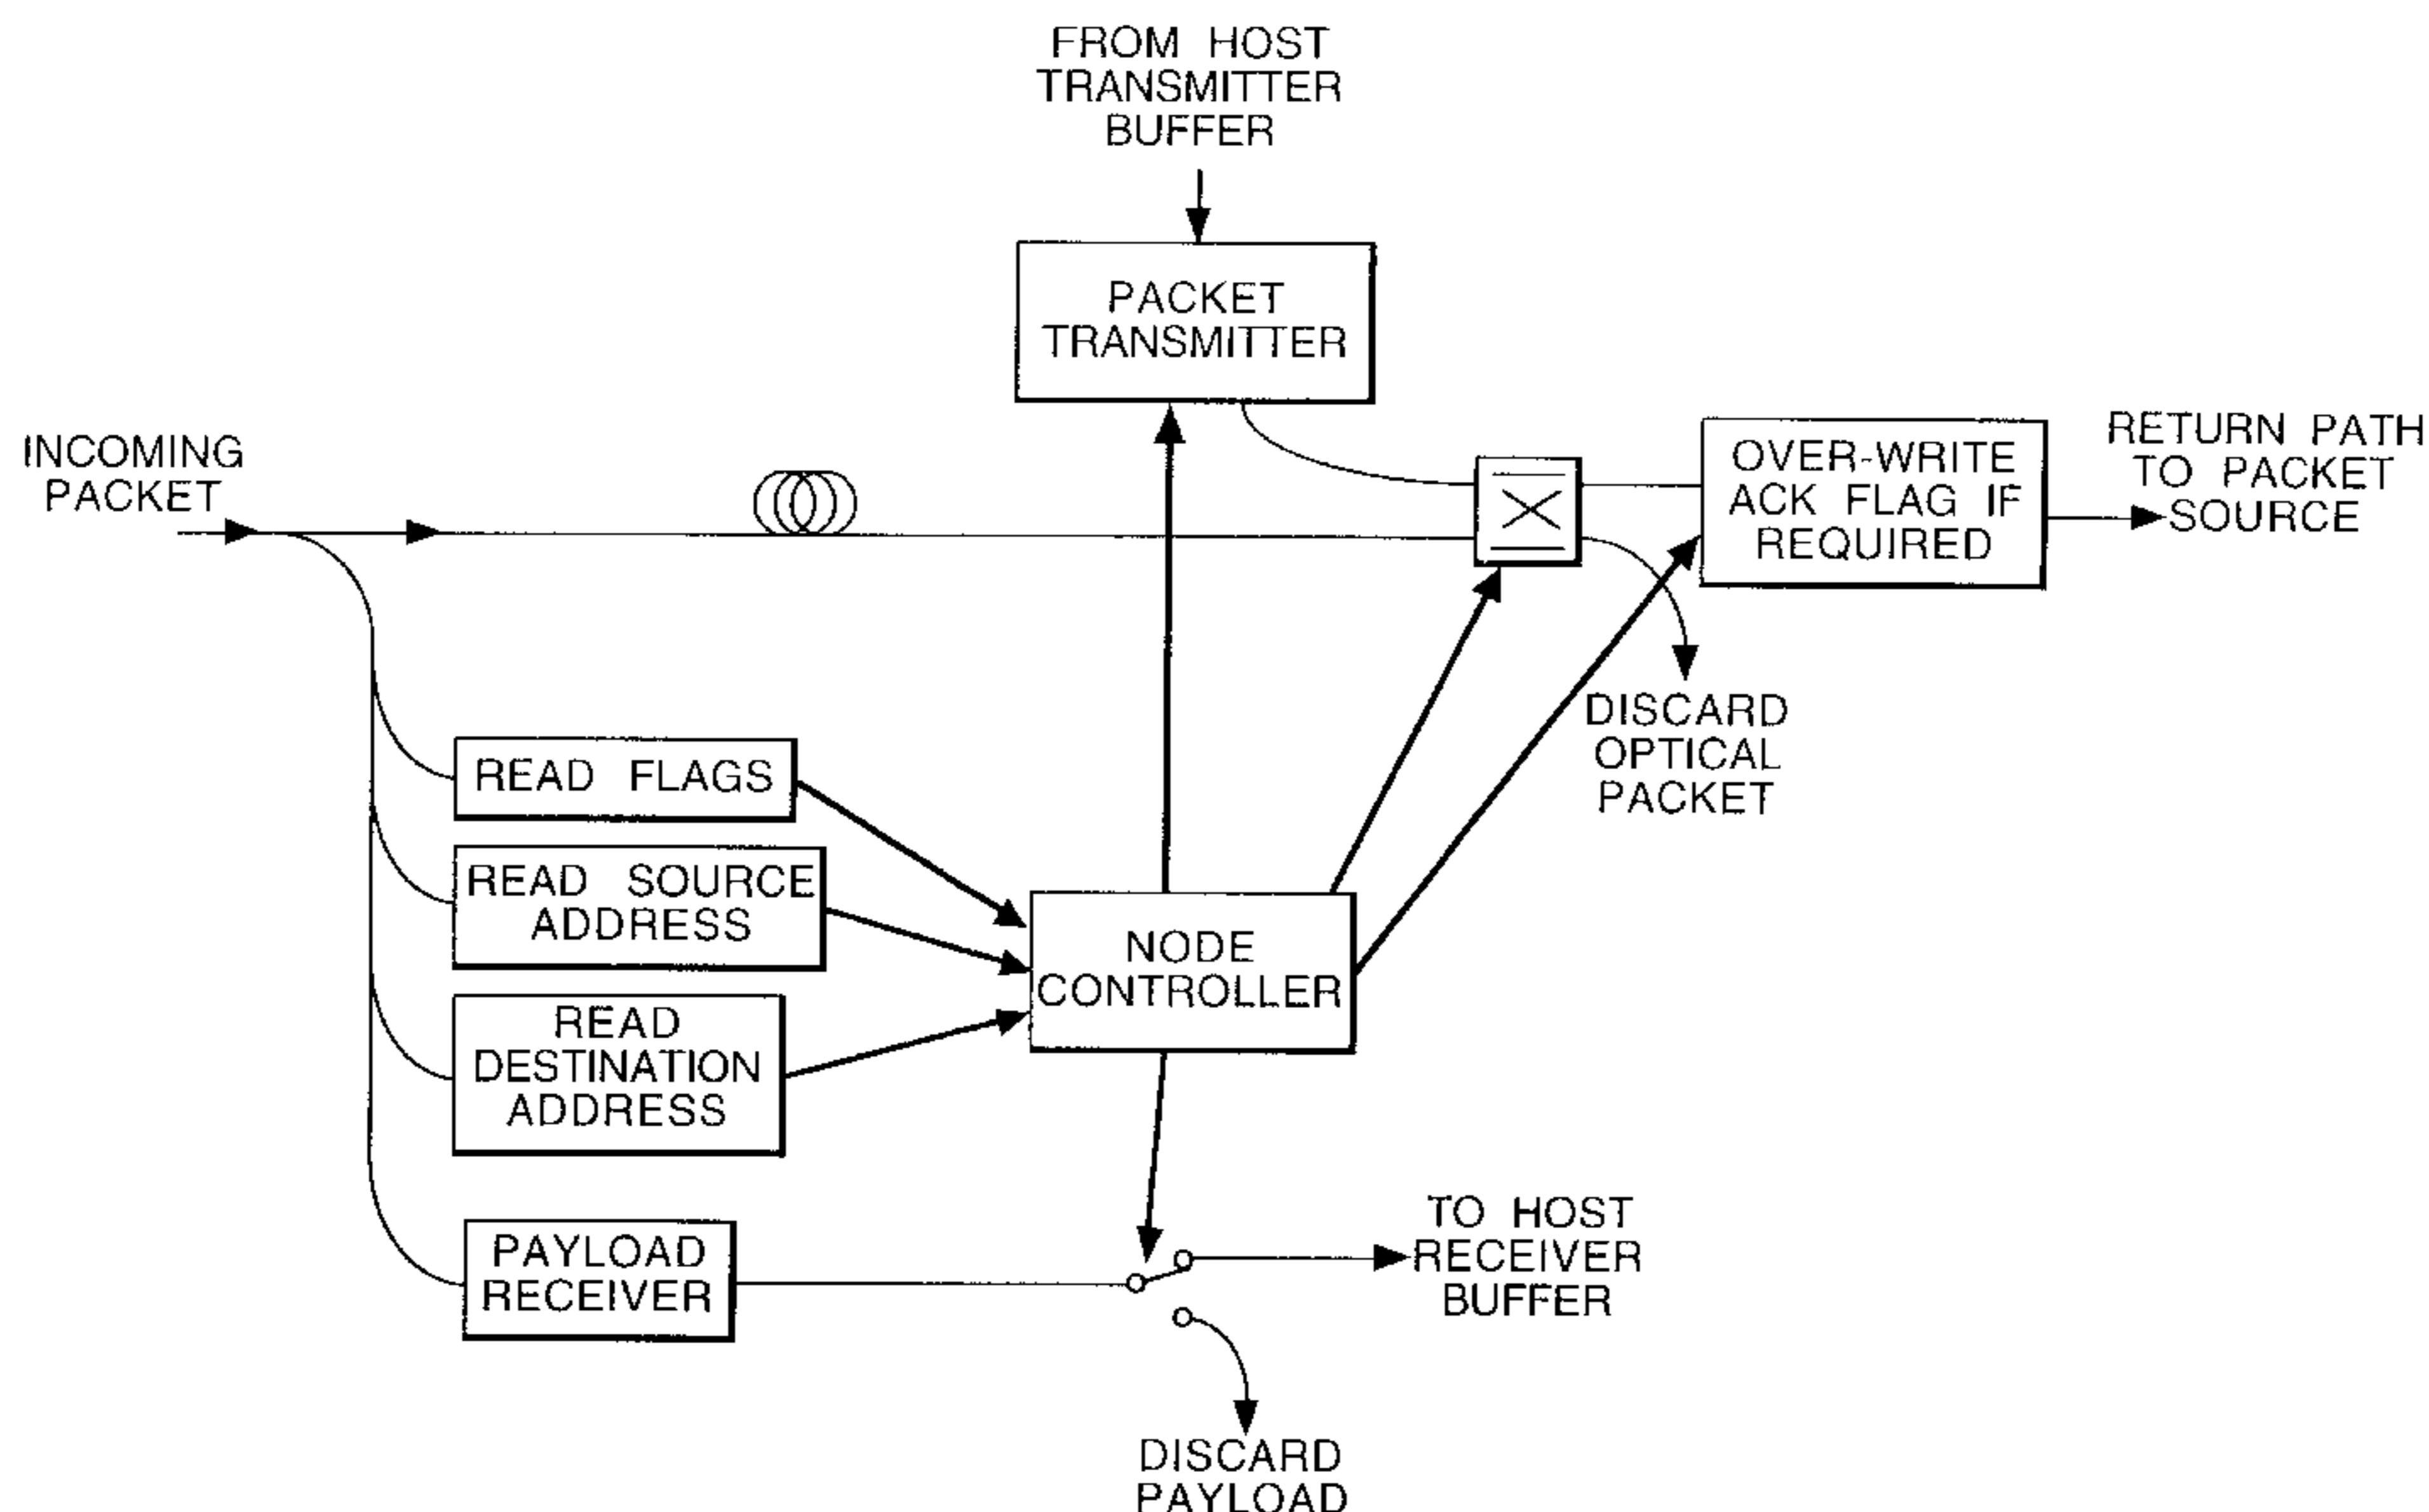 FROM HOST
TRANSMITTER
BUFFER
PACKET
TRANSMITTER
INCOMING
PACKET
OVER-WRITE
ACK FLAG IF
REQUIRED
RETURN PATH
TO PACKET
SOURCE
DISCARD
OPTICAL
PACKET
READ FLAGS
READ SOURCE
ADDRESS
NODE
CONTROLLER
READ
DESTINATION
ADDRESS
PAYLOAD
RECEIVER
TO HOST
RECEIVER
BUFFER
DISCARD
PAYLOAD